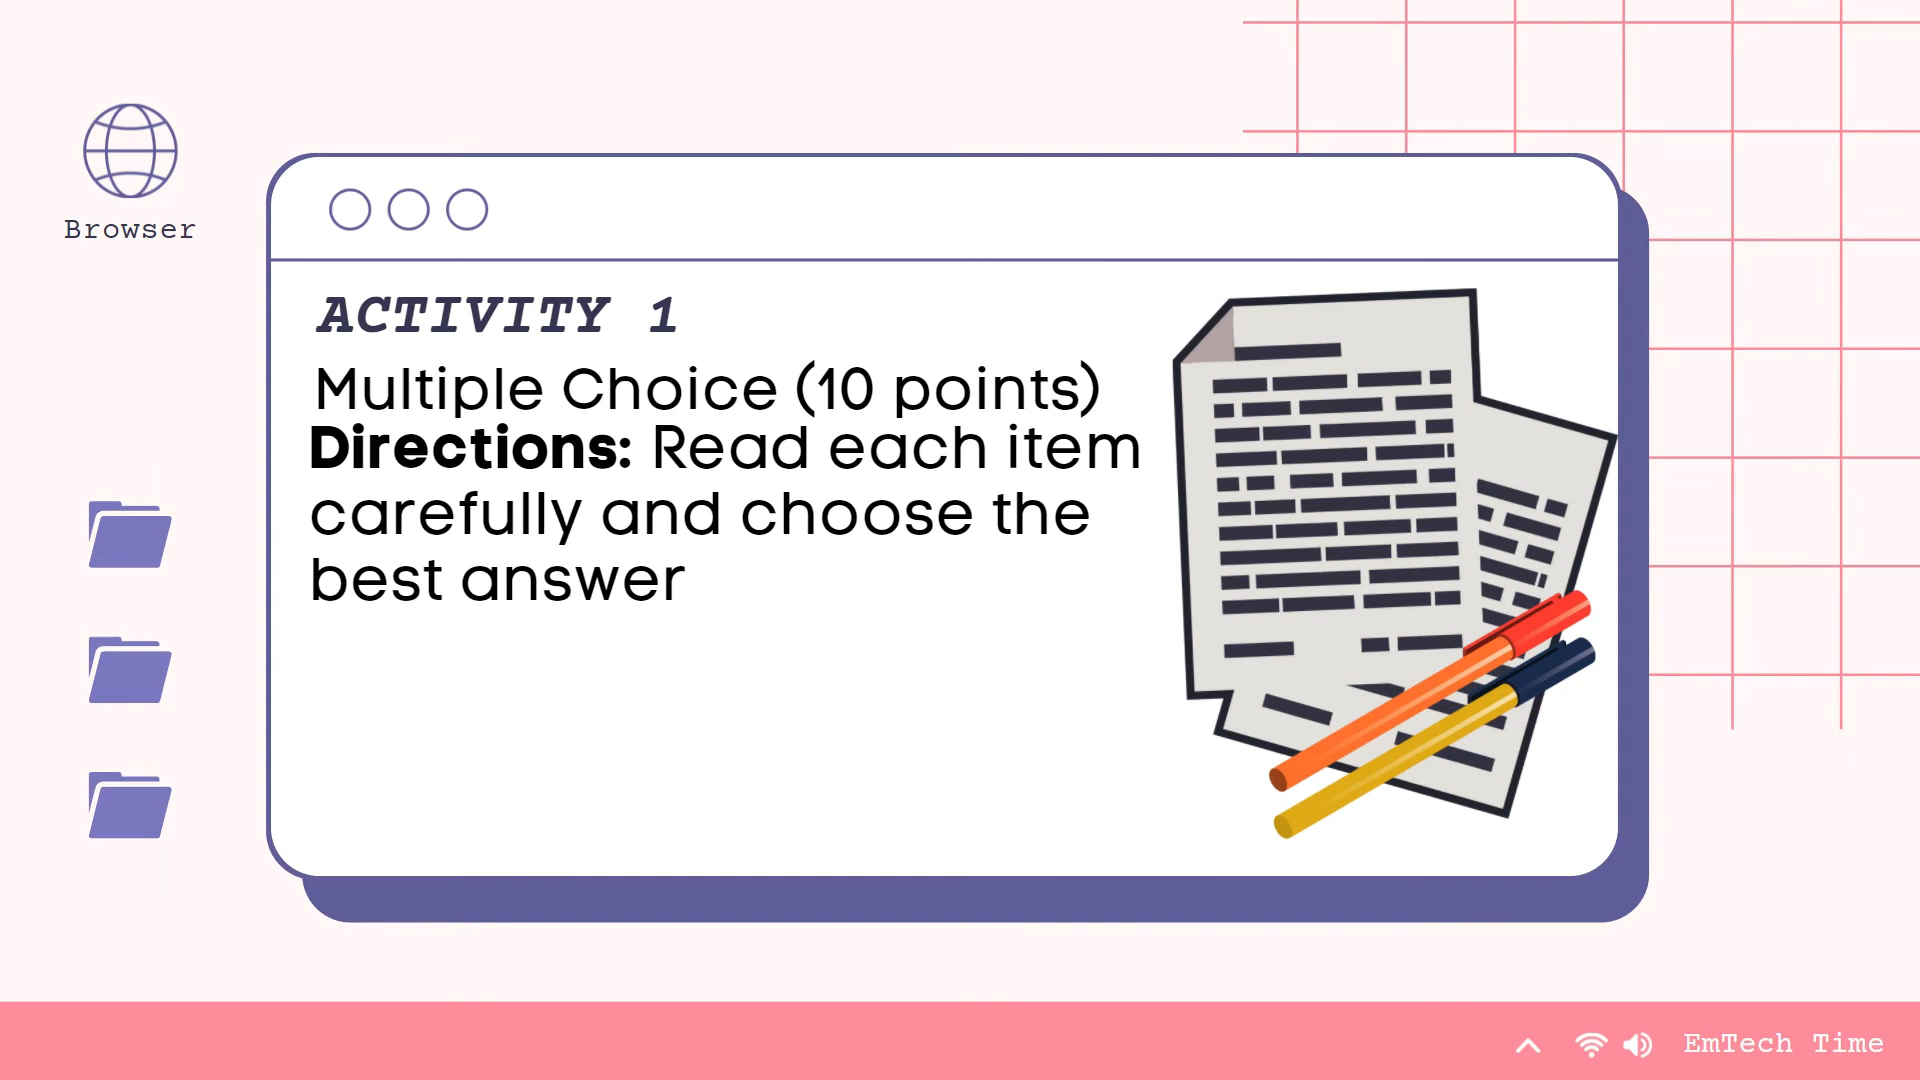 Browser
ACTIVITY 1
Multiple Choice (10 points)
Directions: Read each item
carefully and choose the
best answer
EmTech Time